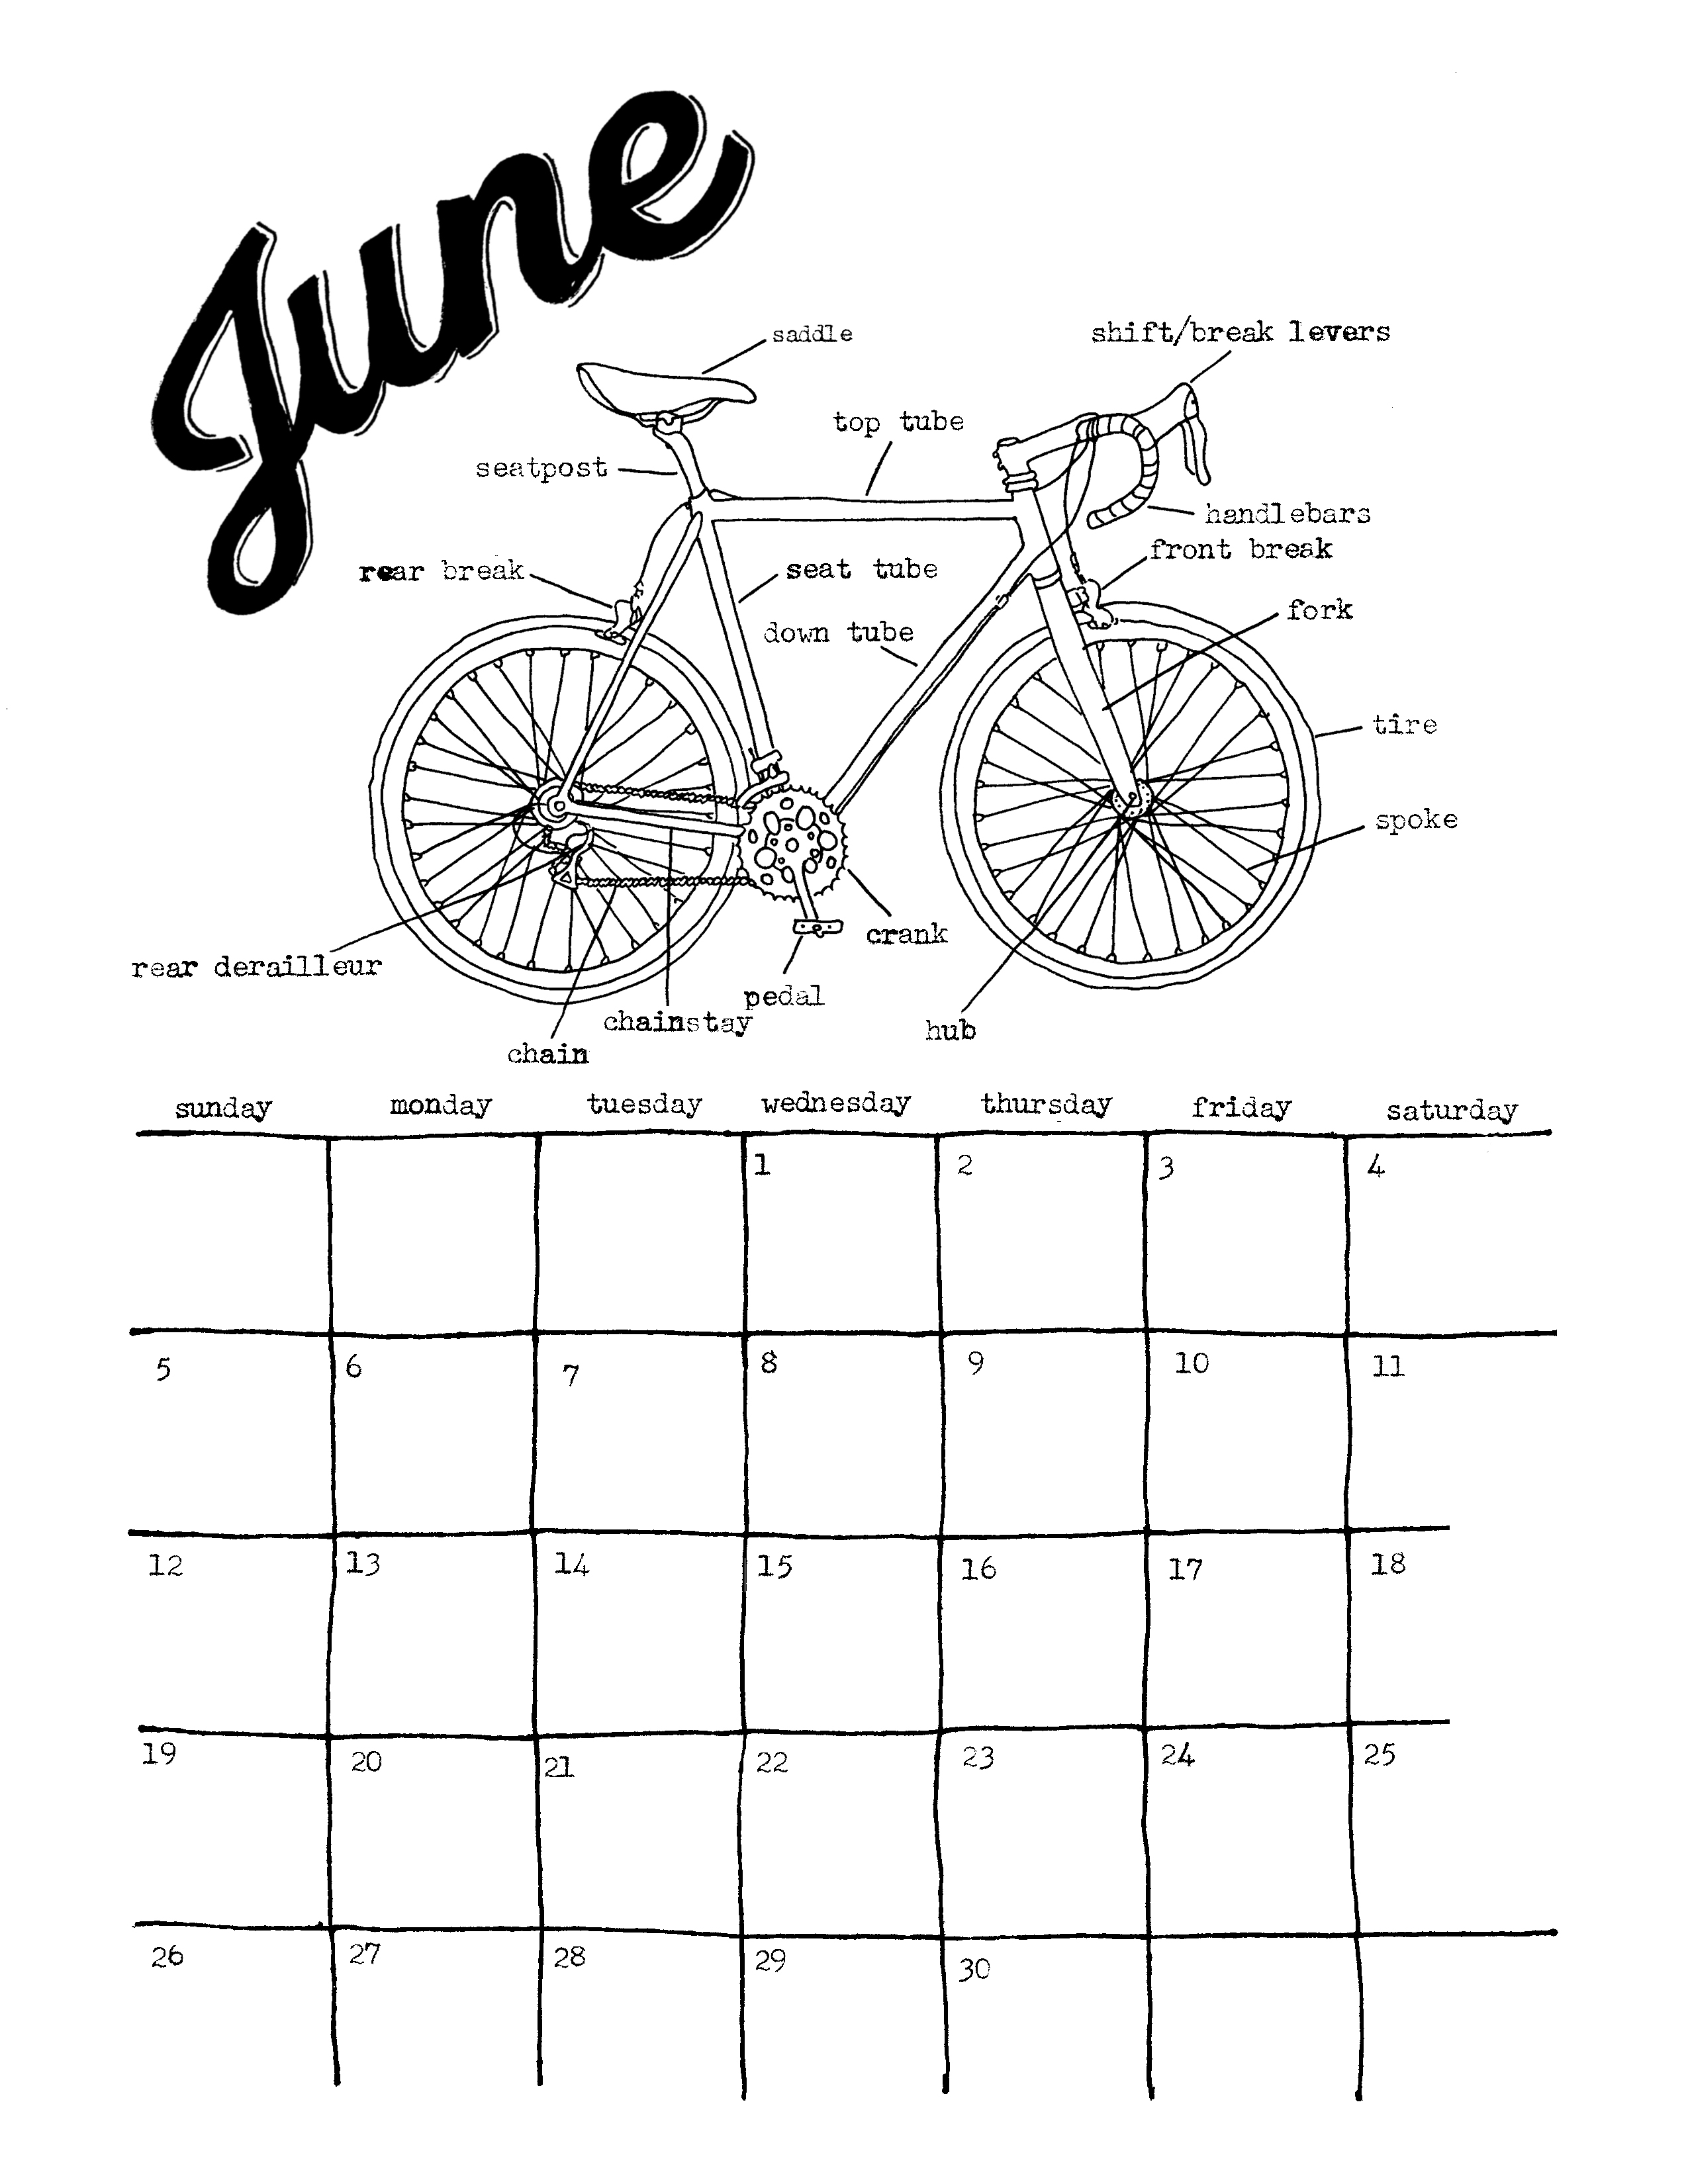 June
saddle
shift/break levers
top tube
seatpost
handlebars
front break
rear break
seat tube
fork
down tube
tire
spoke
crank
rear derailleur
pedal
chainstay
hub
chain
sunday monday tuesday wednesday thursday friday saturday
1 2 3 4
5 6 7 8 9 10 11
12 13 14 15 16 17 18
19 20 21 22 23 24 25
26 27 28 29 30